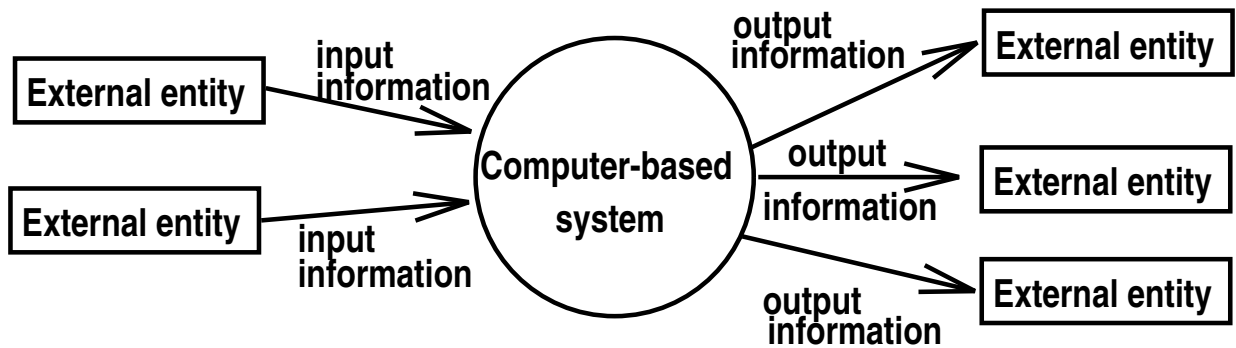 External entity
input
information
External entity
input
information
Computer-based
system
output
information
External entity
output
information
External entity
output
information
External entity